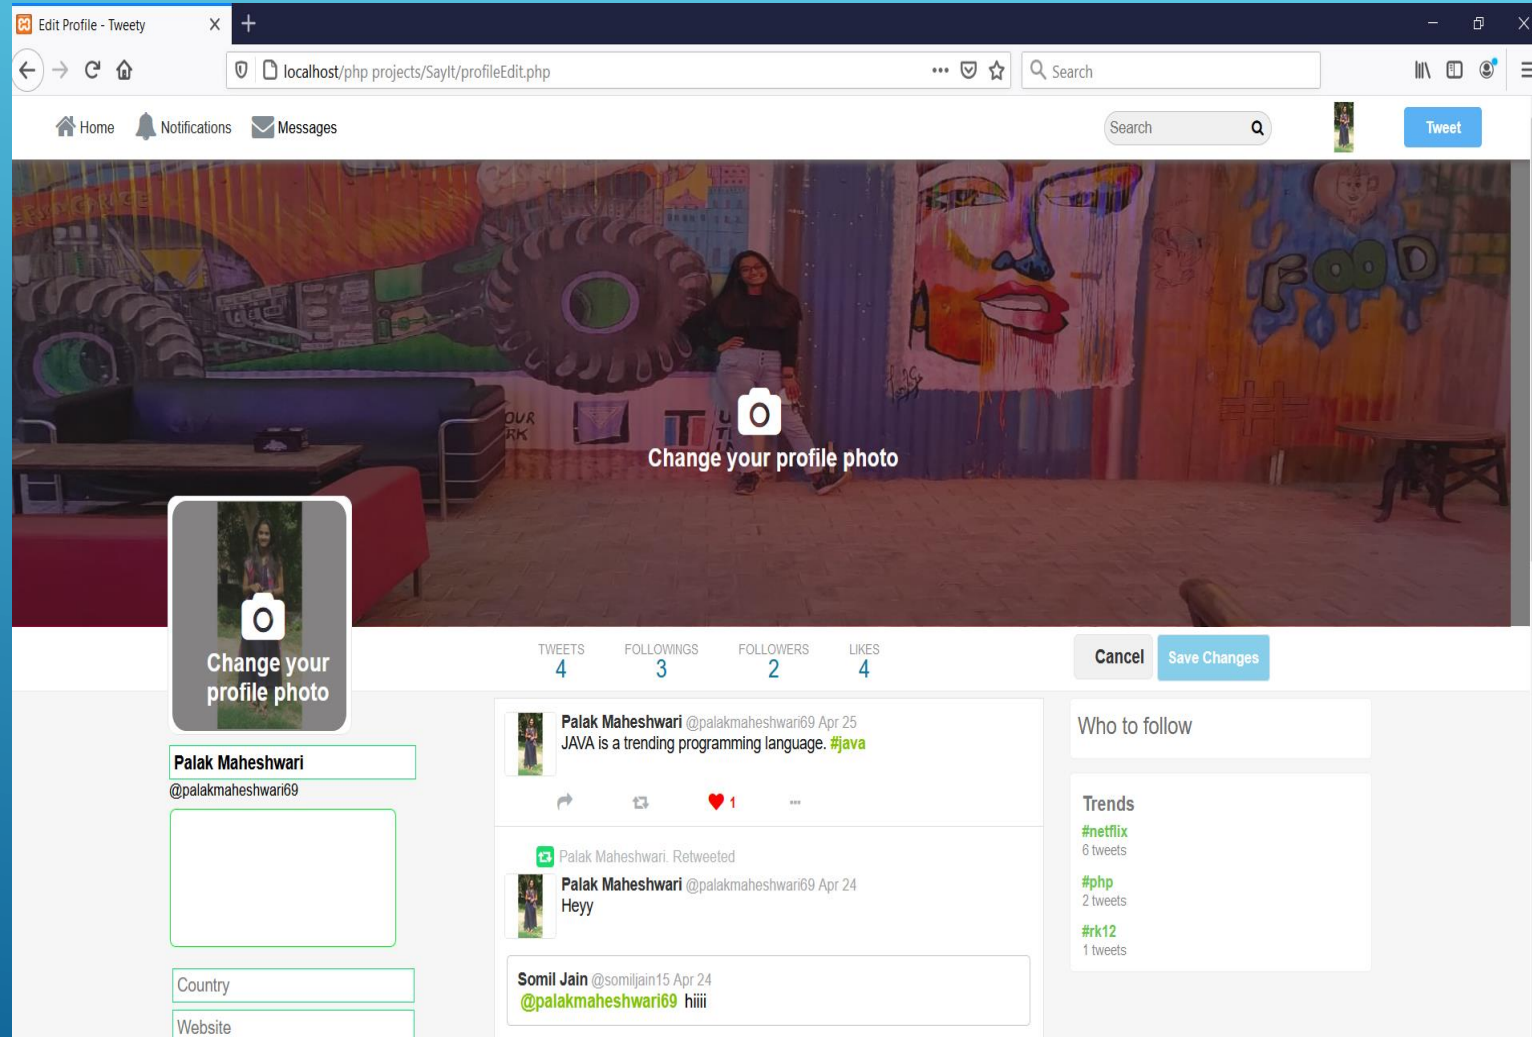 Edit Profile - Tweety
localhost/php projects/SayIt/profileEdit.php
Search
Home
Notifications
Messages
Search
Tweet
FOOD
OUR
RK
Change your profile photo
Change your
profile photo
TWEETS
4
FOLLOWINGS
3
FOLLOWERS
2
LIKES
4
Cancel
Save Changes
Palak Maheshwari
@palakmaheshwari69
Country
Website
Palak Maheshwari @palakmaheshwari69 Apr 25
JAVA is a trending programming language. #java
1
Palak Maheshwari. Retweeted
Palak Maheshwari @palakmaheshwari69 Apr 24
Heyy
Somil Jain @somiljain15 Apr 24
@palakmaheshwari69 hiiii
Who to follow
Trends
#netflix
6 tweets
#php
2 tweets
#rk12
1 tweets